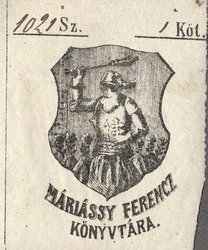 1021 Sz. 1 Köt.
MÁRIÁSSY FERENCZ
KÖNYVTÁRA.